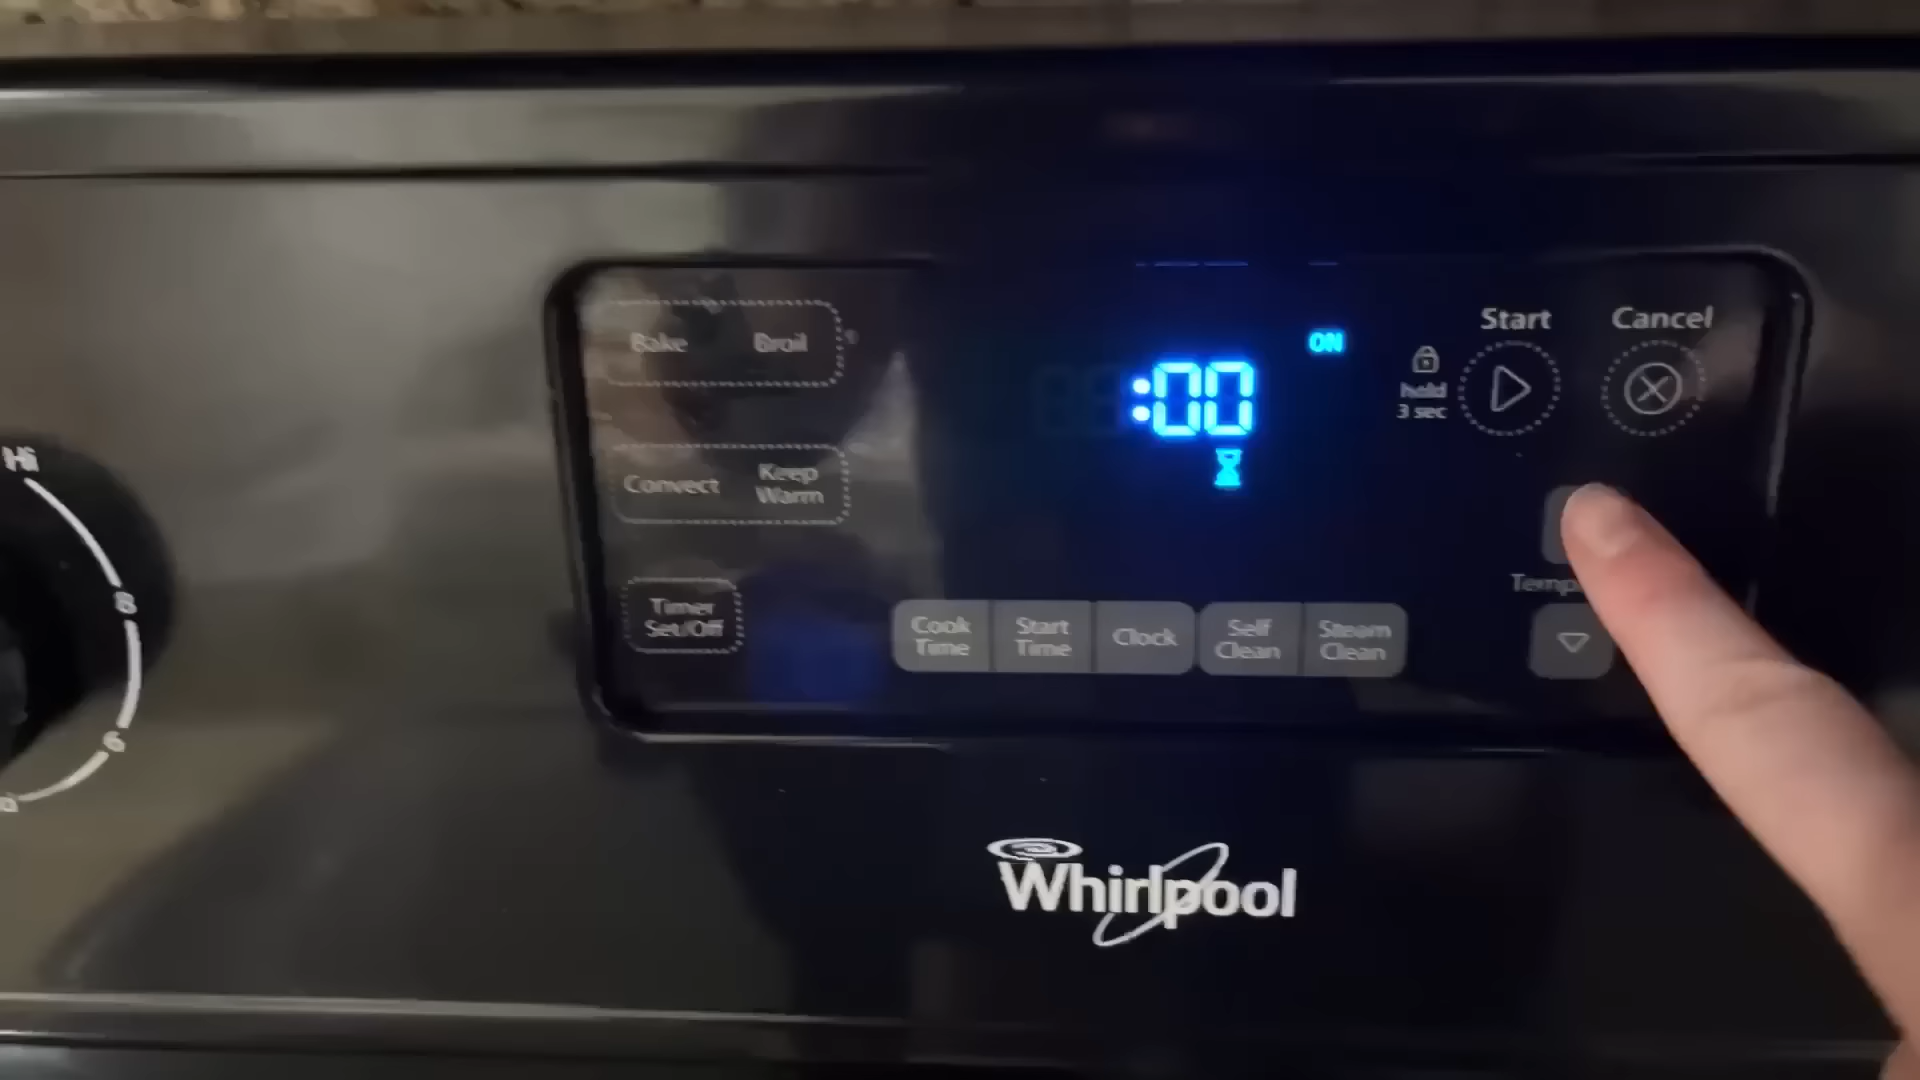 Start
Cancel
Bake
Broil
ON
:00
hold
3 sec
Hi
Convect
Keep
Warm
Timer
Set/Off
Cook
Time
Start
Time
Clock
Self
Clean
Steam
Clean
8
6
Whirlpool